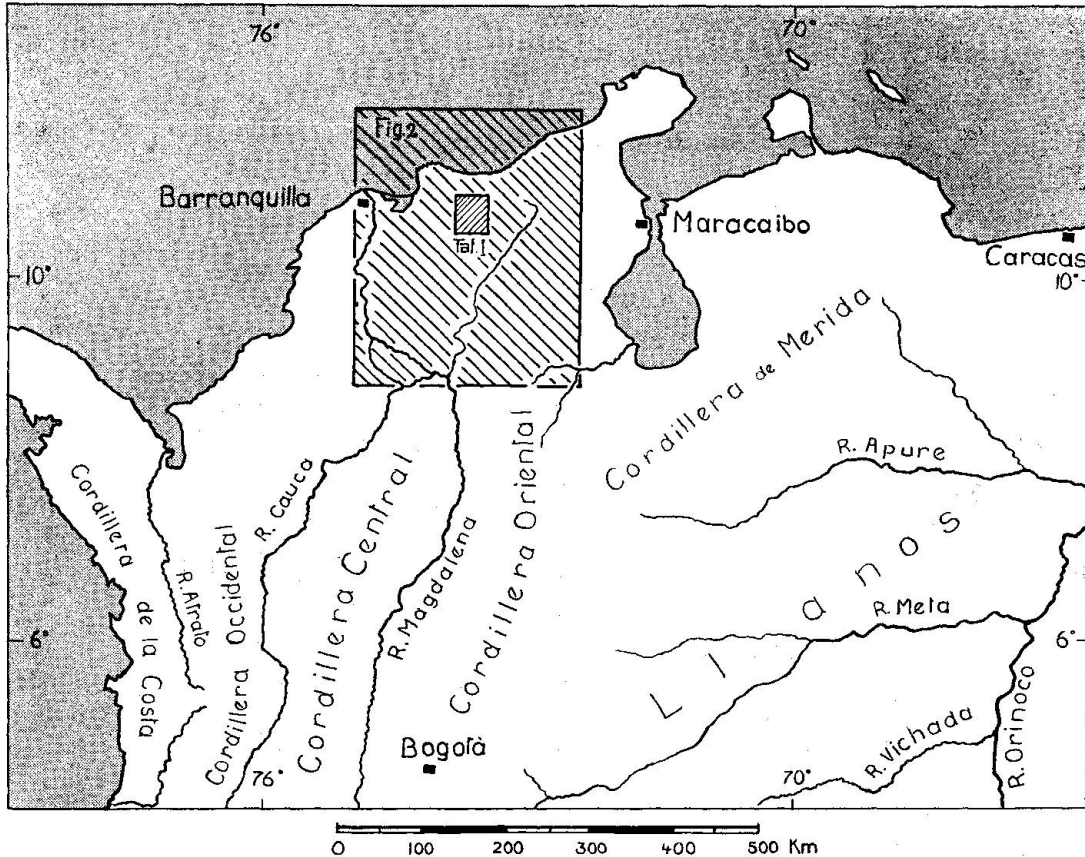 76°
70°
Fig.2
Barranquilla
Taf. I
Maracaibo
Caracas
10°
10°
Cordillera de Merida
R. Apure
R. Cauca
Cordillera Central
R. Magdalena
Cordillera Oriental
Cordillera de la Costa
R. Atrato
Cordillera Occidental
Llanos
R. Meta
6°
6°
Bogotà
R. Vichada
R. Orinoco
76°
70°
0 100 200 300 400 500 Km